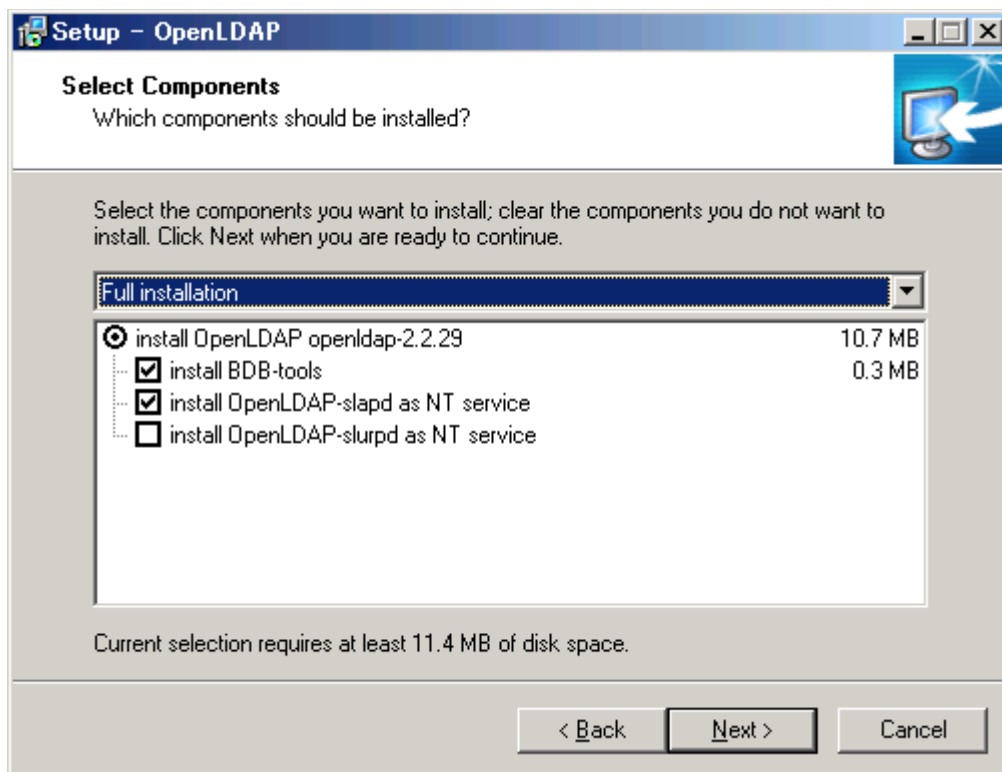 Setup - OpenLDAP
Select Components
Which components should be installed?
Select the components you want to install; clear the components you do not want to
install. Click Next when you are ready to continue.
Full installation
install OpenLDAP openldap-2.2.29 10.7 MB
install BDB-tools 0.3 MB
install OpenLDAP-slapd as NT service
install OpenLDAP-slurpd as NT service
Current selection requires at least 11.4 MB of disk space.
< Back Next > Cancel